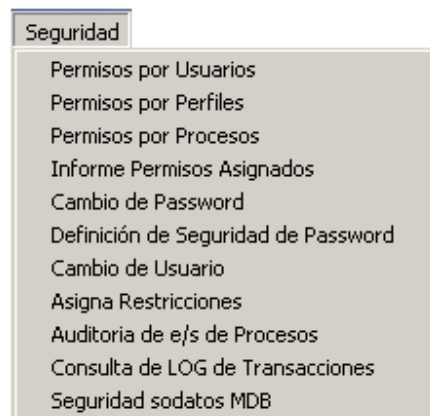 Seguridad
Permisos por Usuarios
Permisos por Perfiles
Permisos por Procesos
Informe Permisos Asignados
Cambio de Password
Definición de Seguridad de Password
Cambio de Usuario
Asigna Restricciones
Auditoria de e/s de Procesos
Consulta de LOG de Transacciones
Seguridad sodatos MDB